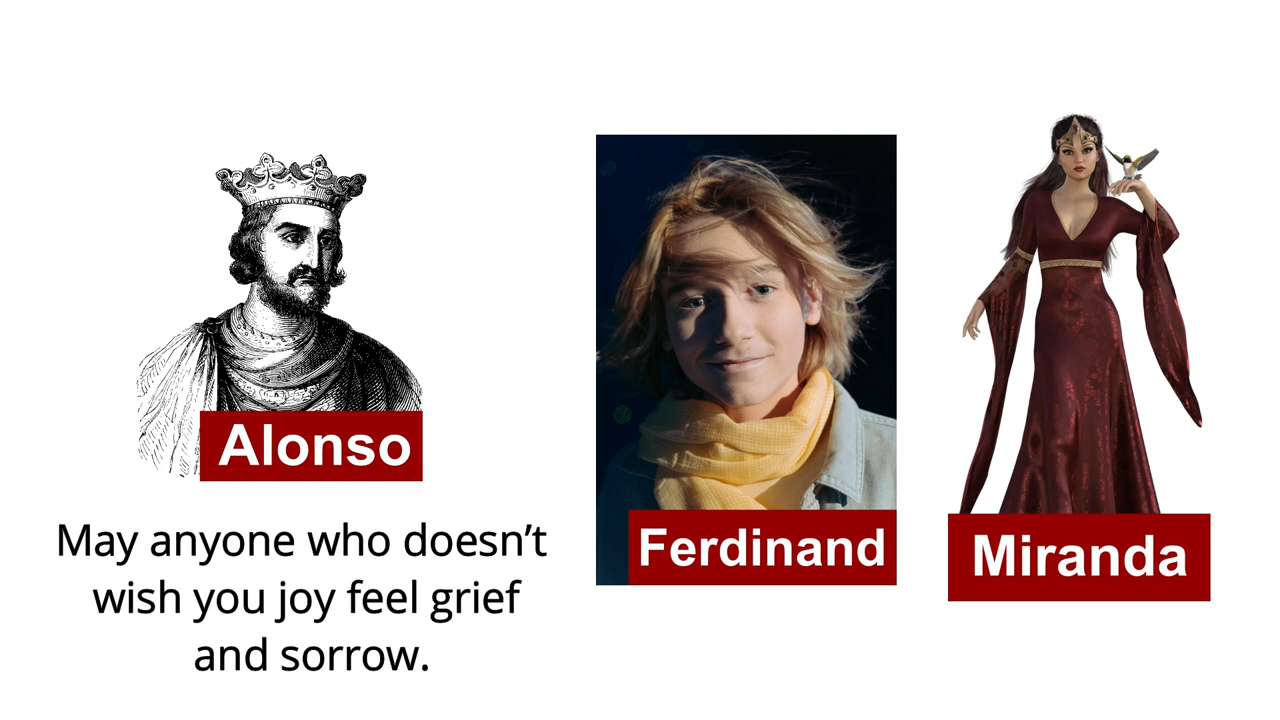 Alonso
May anyone who doesn't
wish you joy feel grief
and sorrow.
Ferdinand
Miranda